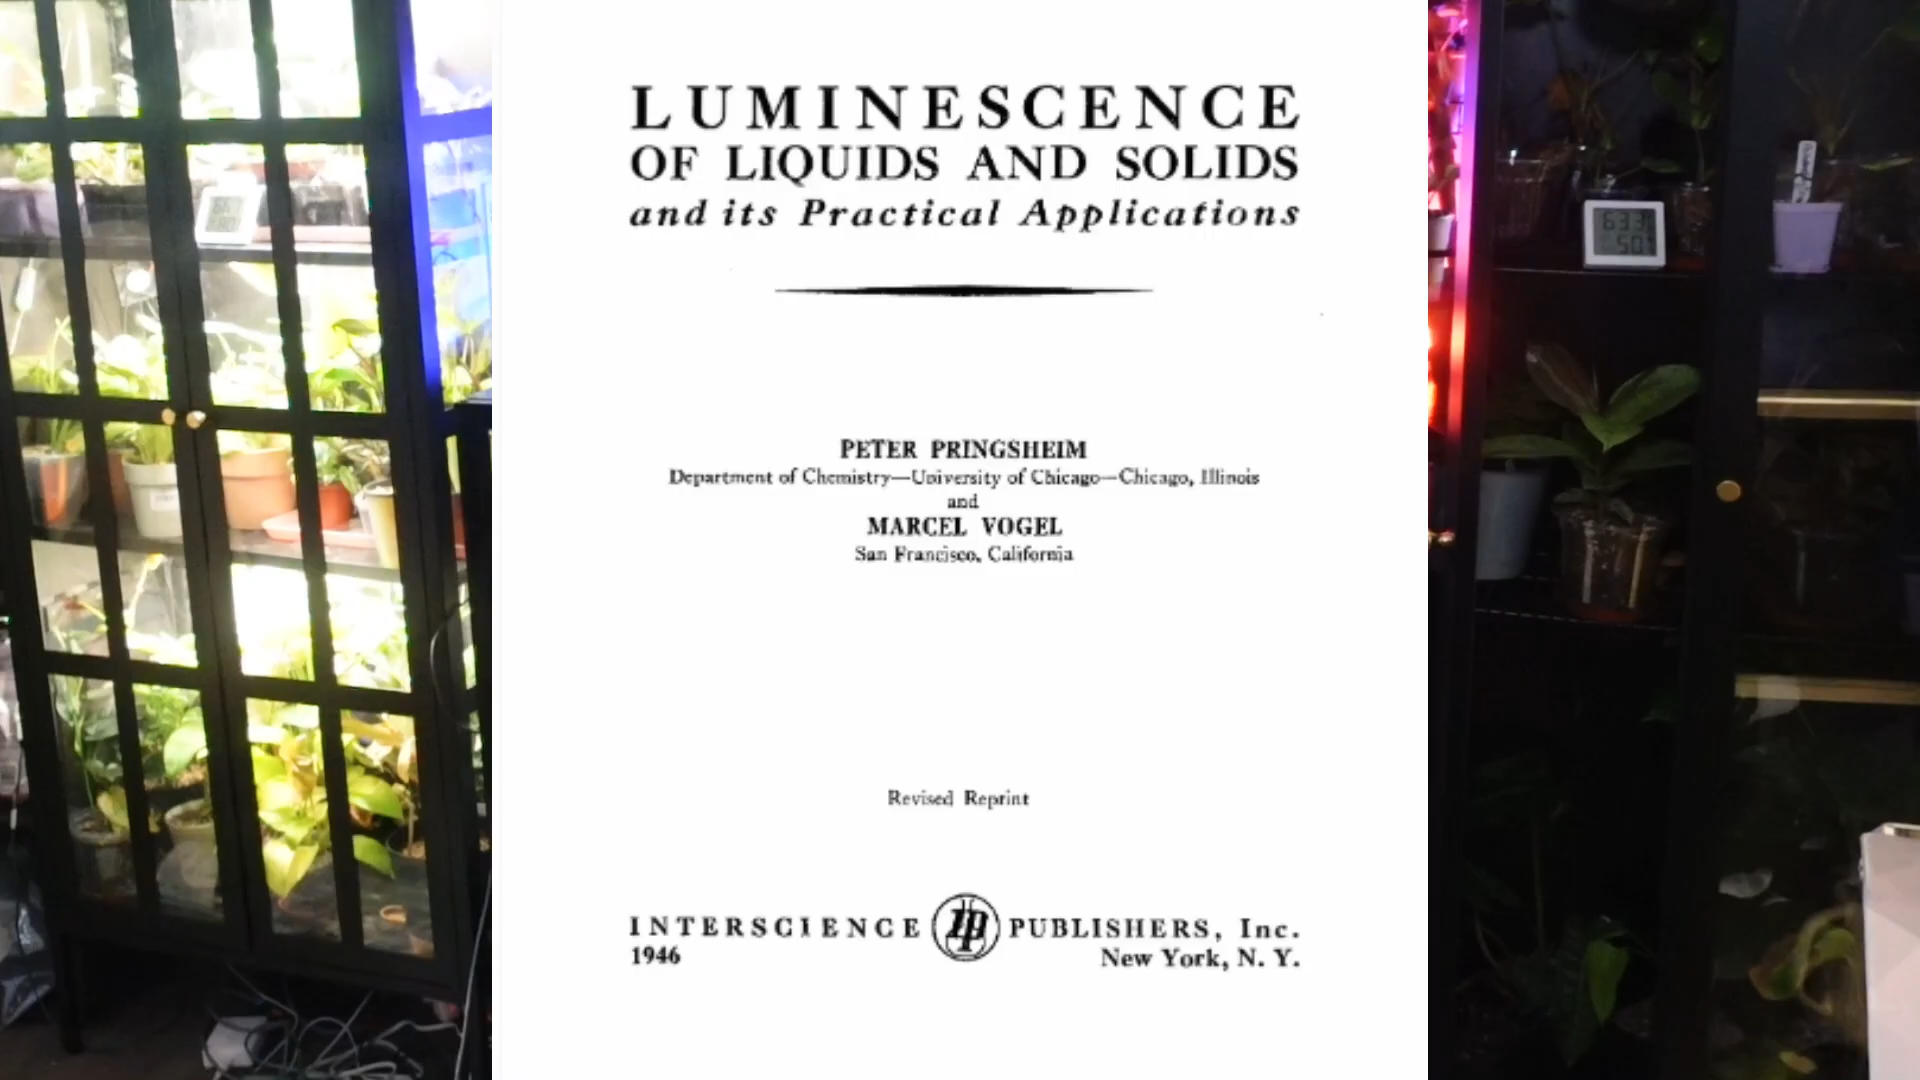 LUMINESCENCE
OF LIQUIDS AND SOLIDS
and its Practical Applications
PETER PRINGSHEIM
Department of Chemistry—University of Chicago—Chicago, Illinois
and
MARCEL VOGEL
San Francisco, California
Revised Reprint
INTERSCIENCE PUBLISHERS, Inc.
1946
New York, N. Y.